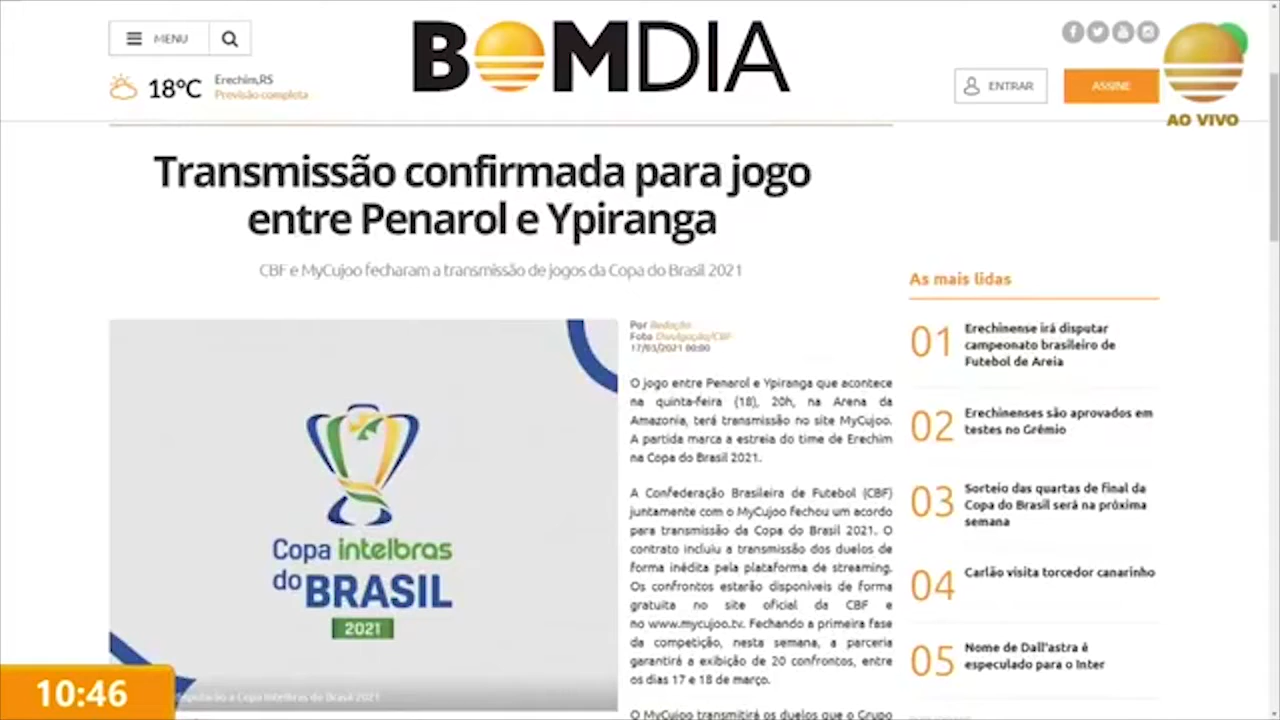 MENU
BOMDIA
18°C
Erechim,RS
Previsão completa
ENTRAR
ASSINE
AO VIVO
Transmissão confirmada para jogo
entre Penarol e Ypiranga
CBF e MyCujoo fecharam a transmissão de jogos da Copa do Brasil 2021
Copa intelbras
do BRASIL
2021
a Copa Intelbras do Brasil 2021
Por Redação
Foto Divulgação/CBF
17/03/2021 00:00
O jogo entre Penarol e Ypiranga que acontece
na quinta-feira (18), 20h, na Arena da
Amazonia, terá transmissão no site MyCujoo.
A partida marca a estreia do time de Erechim
na Copa do Brasil 2021.
A Confederação Brasileira de Futebol (CBF)
juntamente com o MyCujoo fechou um acordo
para transmissão da Copa do Brasil 2021. O
contrato incluiu a transmissão dos duelos de
forma inédita pela plataforma de streaming.
Os confrontos estarão disponíveis de forma
gratuita no site oficial da CBF e
no www.mycujoo.tv. Fechando a primeira fase
da competição, nesta semana, a parceria
garantirá a exibição de 20 confrontos, entre
os dias 17 e 18 de março.
O MyCujoo transmitirá os duelos que o Grupo
As mais lidas
01 Erechinense irá disputar
campeonato brasileiro de
Futebol de Areia
02 Erechinenses são aprovados em
testes no Grêmio
03 Sorteio das quartas de final da
Copa do Brasil será na próxima
semana
04 Carlão visita torcedor canarinho
05 Nome de Dall'astra é
especulado para o Inter
10:46